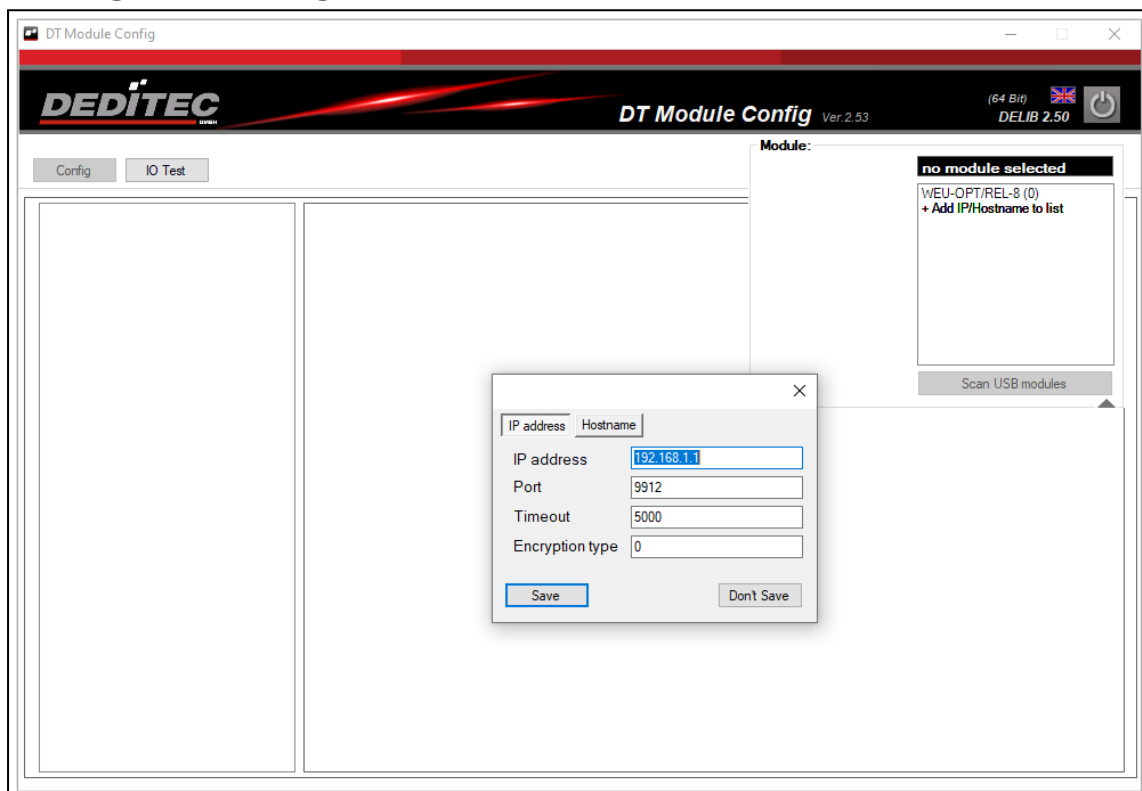 DT Module Config
DEDITEC
GMBH
DT Module Config Ver.2.53
(64 Bit)
DELIB 2.50
Config
IO Test
Module:
no module selected
WEU-OPT/REL-8 (0)
+ Add IP/Hostname to list
Scan USB modules
IP address
Hostname
IP address 192.168.1.1
Port 9912
Timeout 5000
Encryption type 0
Save
Don't Save